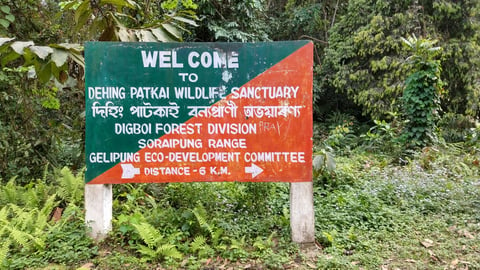 WEL COME
TO
DEHING PATKAI WILDLIFE SANCTUARY
দিহিং পাটকাই বন্যপ্ৰাণী অভয়াৰণ্য
DIGBOI FOREST DIVISION
SORAIPUNG RANGE
GELIPUNG ECO-DEVELOPMENT COMMITTEE
DISTANCE - 6 K.M.